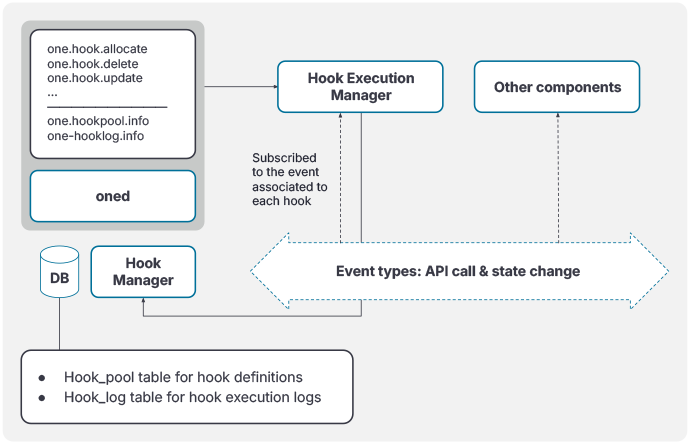 one.hook.allocate
one.hook.delete
one.hook.update
...
one.hookpool.info
one-hooklog.info
oned
Hook Execution
Manager
Other components
Subscribed
to the event
associated to
each hook
DB
Hook
Manager
Event types: API call & state change
● Hook_pool table for hook definitions
● Hook_log table for hook execution logs